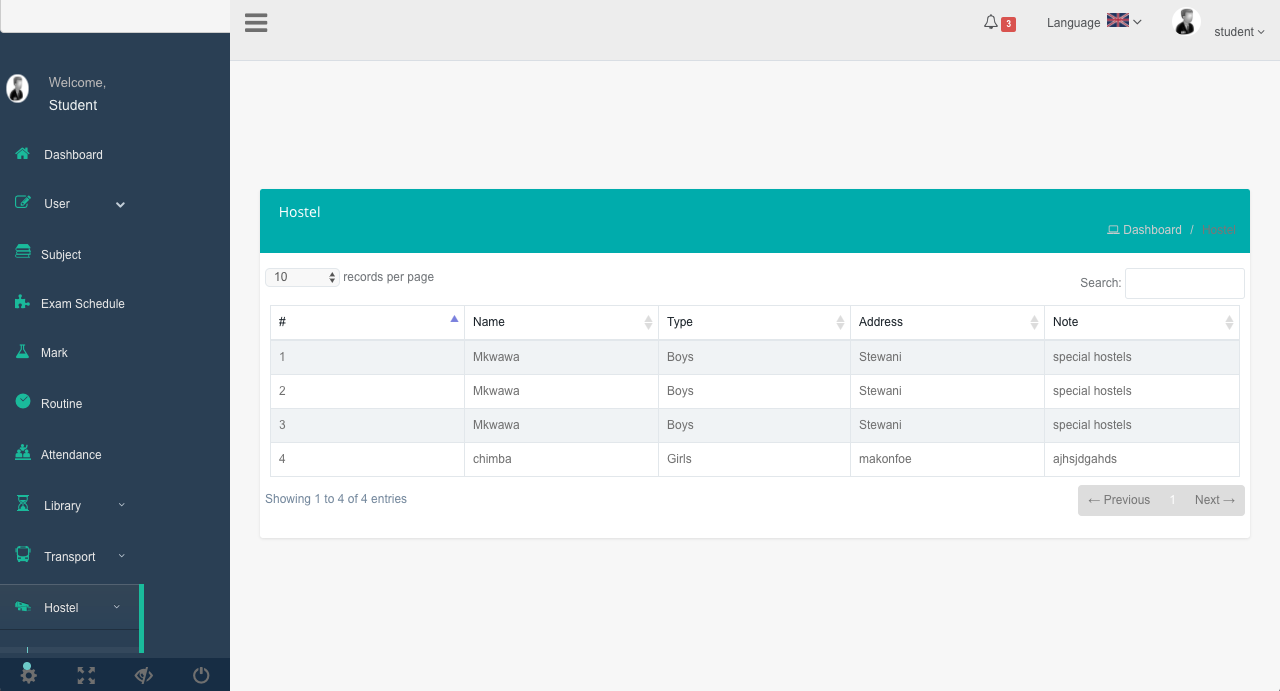 3
Language
student
Welcome,
Student
Dashboard
User
Subject
Exam Schedule
Mark
Routine
Attendance
Library
Transport
Hostel
Hostel
Dashboard / Hostel
10 records per page
Search:
# Name Type Address Note
1 Mkwawa Boys Stewani special hostels
2 Mkwawa Boys Stewani special hostels
3 Mkwawa Boys Stewani special hostels
4 chimba Girls makonfoe ajhsjdgahds
Showing 1 to 4 of 4 entries
← Previous 1 Next →